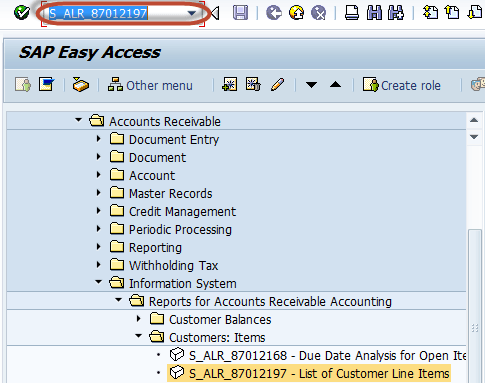 S_ALR_87012197
SAP Easy Access
Other menu
Create role
Accounts Receivable
Document Entry
Document
Account
Master Records
Credit Management
Periodic Processing
Reporting
Withholding Tax
Information System
Reports for Accounts Receivable Accounting
Customer Balances
Customers: Items
S_ALR_87012168 - Due Date Analysis for Open Ite
S_ALR_87012197 - List of Customer Line Items